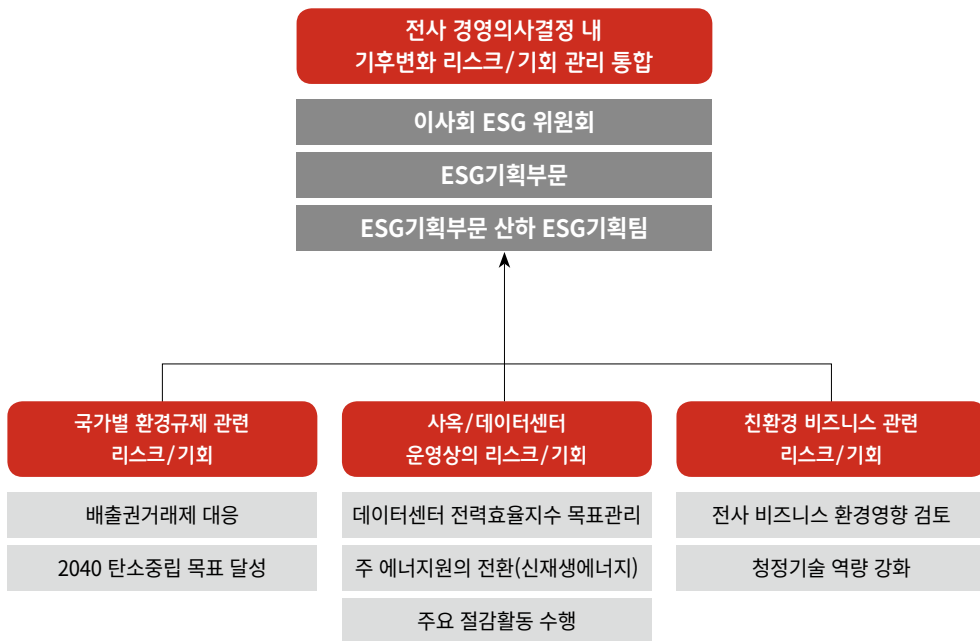 전사 경영의사결정 내
기후변화 리스크/기회 관리 통합
이사회 ESG 위원회
ESG기획부문
ESG기획부문 산하 ESG기획팀
국가별 환경규제 관련
리스크/기회
배출권거래제 대응
2040 탄소중립 목표 달성
사옥/데이터센터
운영상의 리스크/기회
데이터센터 전력효율지수 목표관리
주 에너지원의 전환(신재생에너지)
주요 절감활동 수행
친환경 비즈니스 관련
리스크/기회
전사 비즈니스 환경영향 검토
청정기술 역량 강화